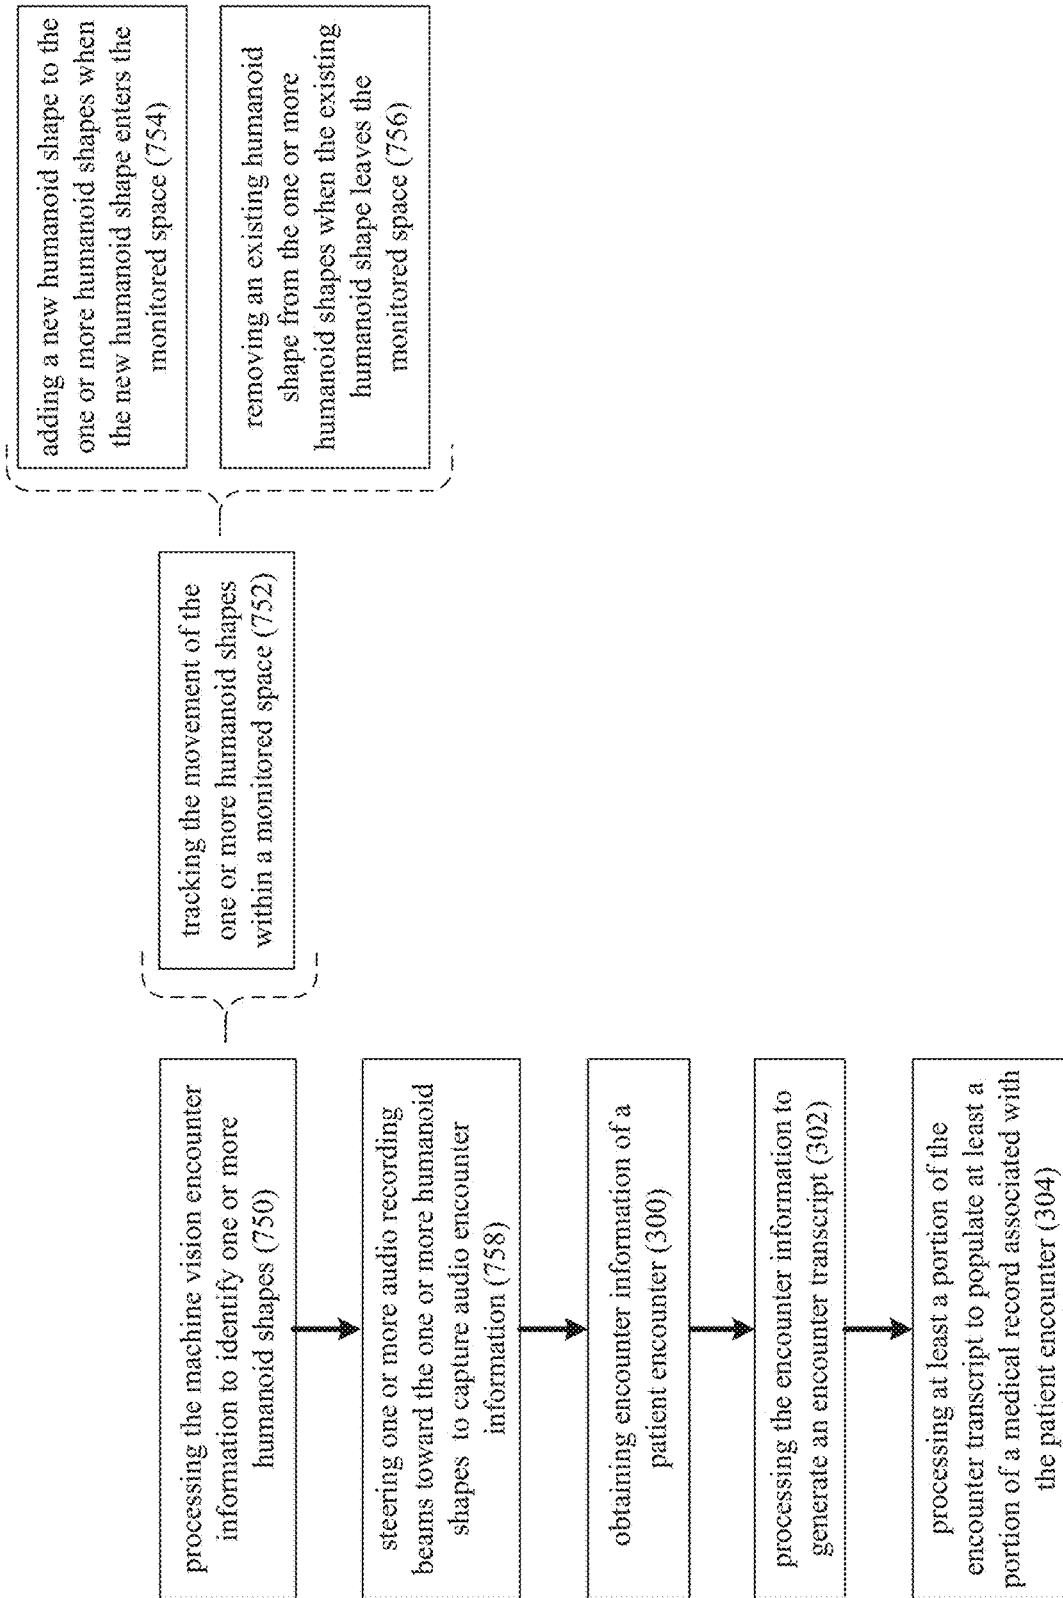 processing the machine vision encounter
information to identify one or more
humanoid shapes (750)
tracking the movement of the
one or more humanoid shapes
within a monitored space (752)
adding a new humanoid shape to the
one or more humanoid shapes when
the new humanoid shape enters the
monitored space (754)
removing an existing humanoid
shape from the one or more
humanoid shapes when the existing
humanoid shape leaves the
monitored space (756)
steering one or more audio recording
beams toward the one or more humanoid
shapes to capture audio encounter
information (758)
obtaining encounter information of a
patient encounter (300)
processing the encounter information to
generate an encounter transcript (302)
processing at least a portion of the
encounter transcript to populate at least a
portion of a medical record associated with
the patient encounter (304)